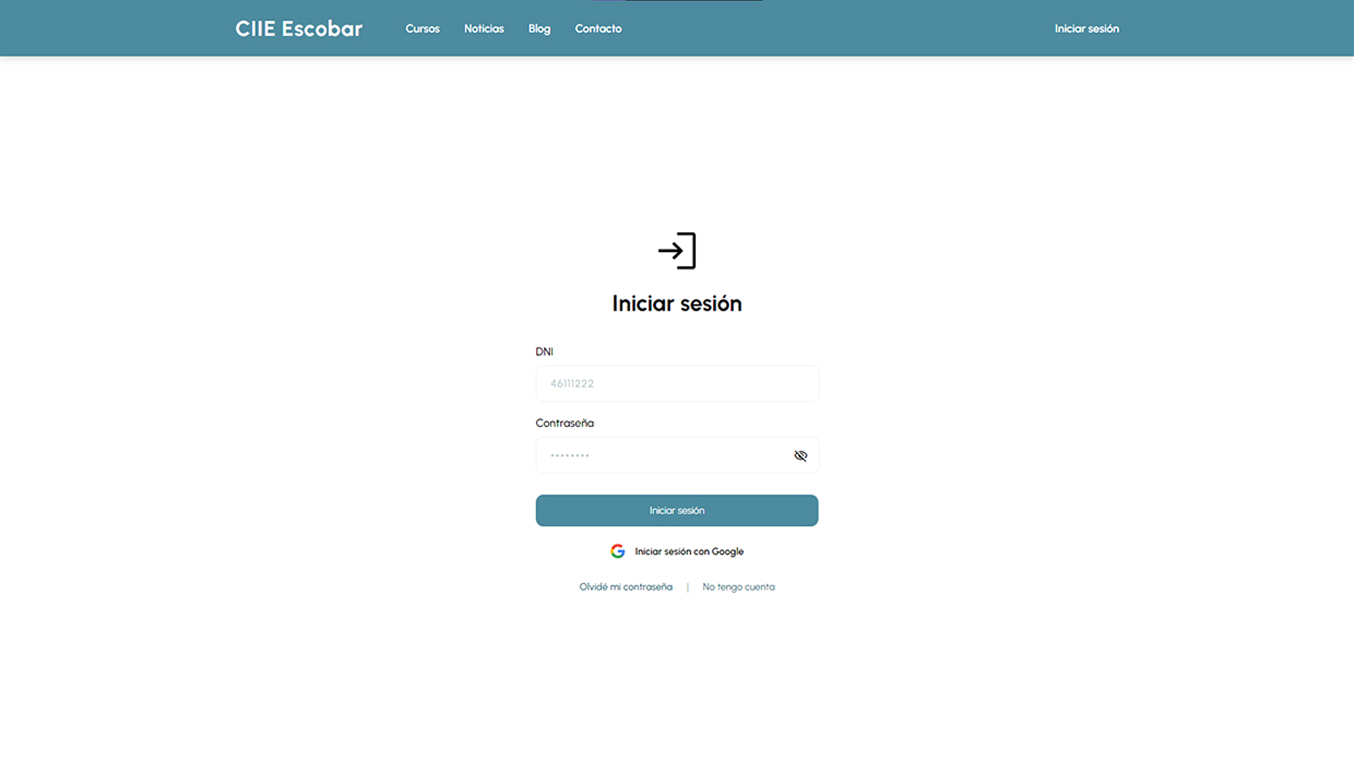 CIIE Escobar Cursos Noticias Blog Contacto Iniciar sesión
Iniciar sesión
DNI
46111222
Contraseña
Iniciar sesión
Iniciar sesión con Google
Olvidé mi contraseña | No tengo cuenta